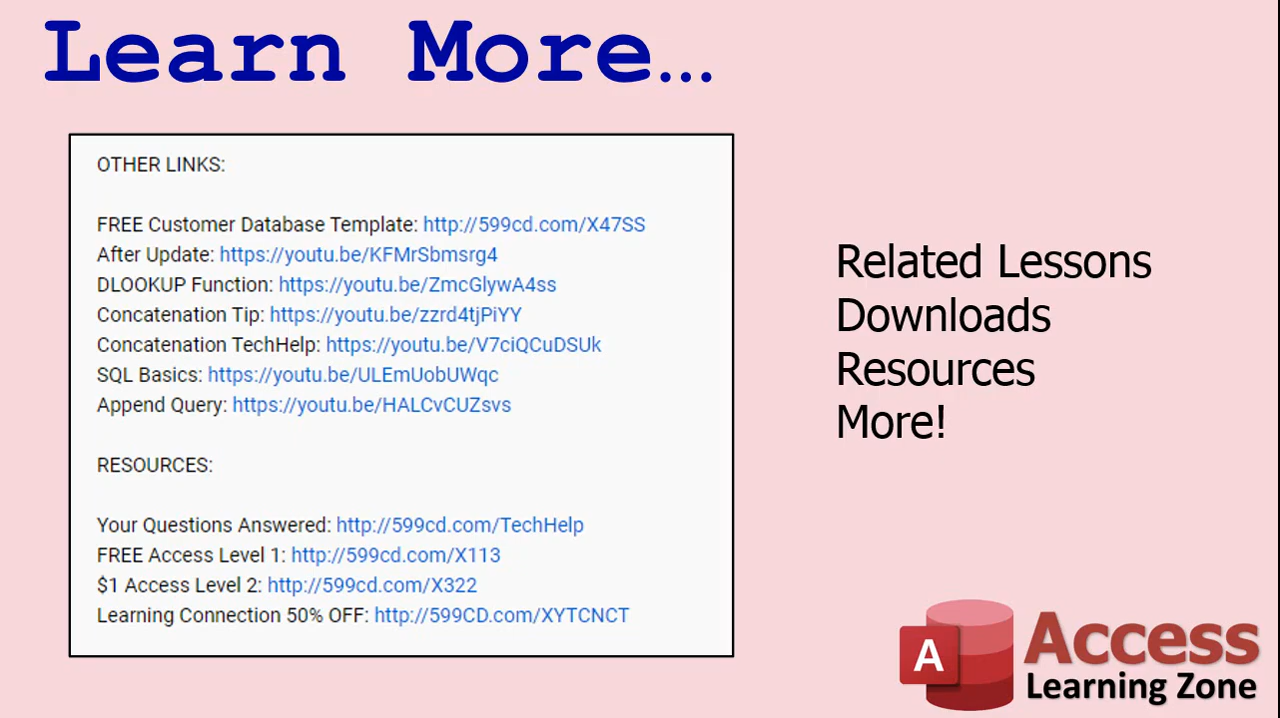 Learn More...
OTHER LINKS:
FREE Customer Database Template: http://599cd.com/X47SS
After Update: https://youtu.be/KFMrSbmsrg4
DLOOKUP Function: https://youtu.be/ZmcGlywA4ss
Concatenation Tip: https://youtu.be/zzrd4tjPiYY
Concatenation TechHelp: https://youtu.be/V7ciQCuDSUk
SQL Basics: https://youtu.be/ULEmUobUWqc
Append Query: https://youtu.be/HALCvCUZsvs
RESOURCES:
Your Questions Answered: http://599cd.com/TechHelp
FREE Access Level 1: http://599cd.com/X113
$1 Access Level 2: http://599cd.com/X322
Learning Connection 50% OFF: http://599CD.com/XYTCNCT
Related Lessons
Downloads
Resources
More!
A
Access
Learning Zone